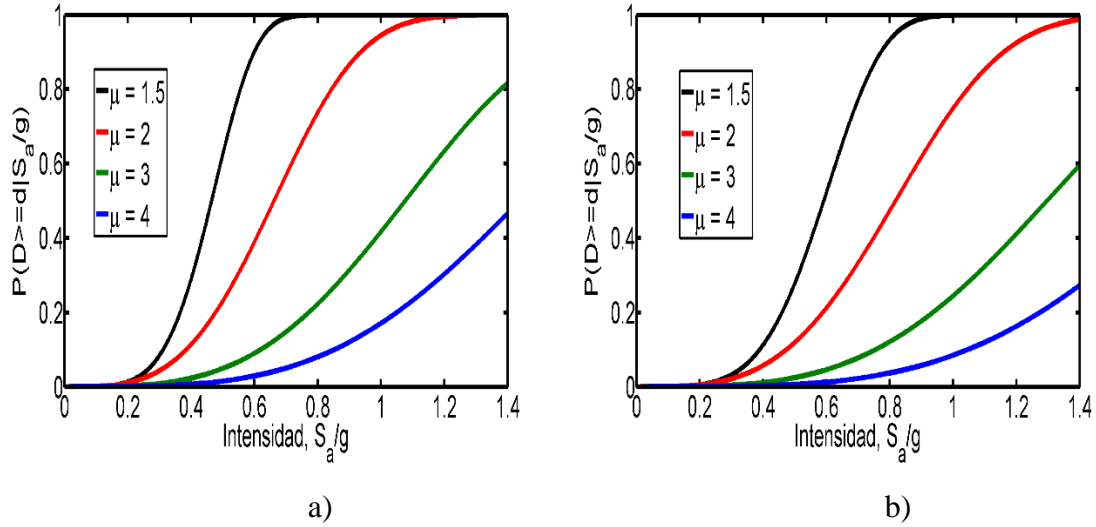 1
0.8
0.6
0.4
0.2
0
P(D>=d|Sa/g)
μ = 1.5
μ = 2
μ = 3
μ = 4
0 0.2 0.4 0.6 0.8 1 1.2 1.4
Intensidad, Sa/g
a)
1
0.8
0.6
0.4
0.2
0
P(D>=d|Sa/g)
μ = 1.5
μ = 2
μ = 3
μ = 4
0 0.2 0.4 0.6 0.8 1 1.2 1.4
Intensidad, Sa/g
b)